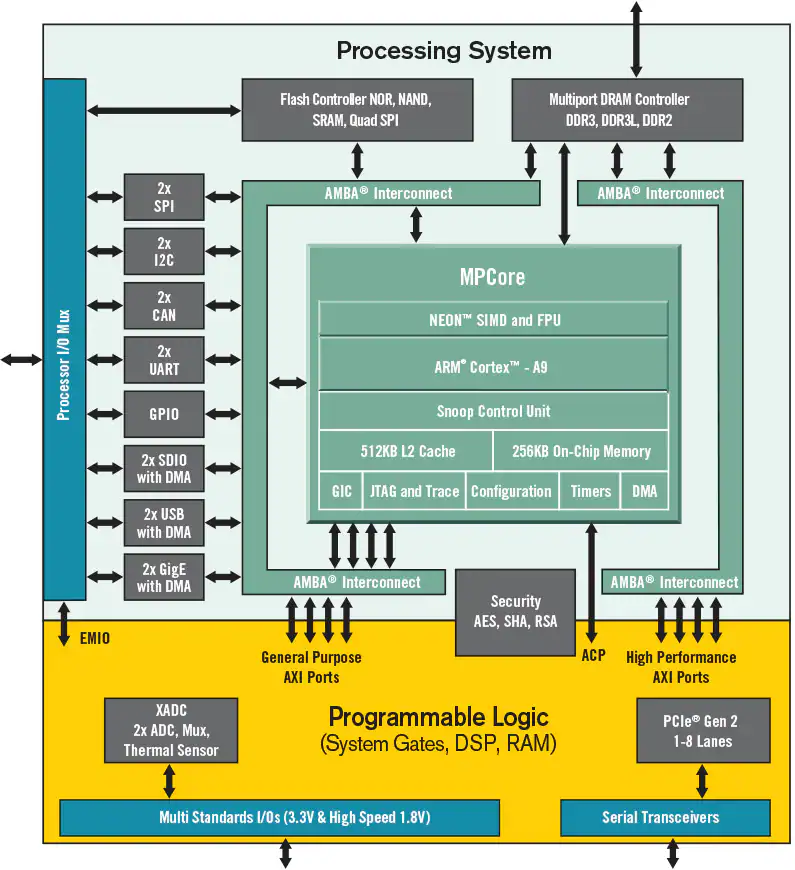 Processing System
Flash Controller NOR, NAND,
SRAM, Quad SPI
Multiport DRAM Controller
DDR3, DDR3L, DDR2
Processor I/O Mux
2x
SPI
2x
I2C
2x
CAN
2x
UART
GPIO
2x SDIO
with DMA
2x USB
with DMA
2x GigE
with DMA
AMBA® Interconnect
AMBA® Interconnect
MPCore
NEON™ SIMD and FPU
ARM® Cortex™ - A9
Snoop Control Unit
512KB L2 Cache
256KB On-Chip Memory
GIC
JTAG and Trace
Configuration
Timers
DMA
AMBA® Interconnect
AMBA® Interconnect
Security
AES, SHA, RSA
EMIO
General Purpose
AXI Ports
ACP
High Performance
AXI Ports
XADC
2x ADC, Mux,
Thermal Sensor
Programmable Logic
(System Gates, DSP, RAM)
PCIe® Gen 2
1-8 Lanes
Multi Standards I/Os (3.3V & High Speed 1.8V)
Serial Transceivers